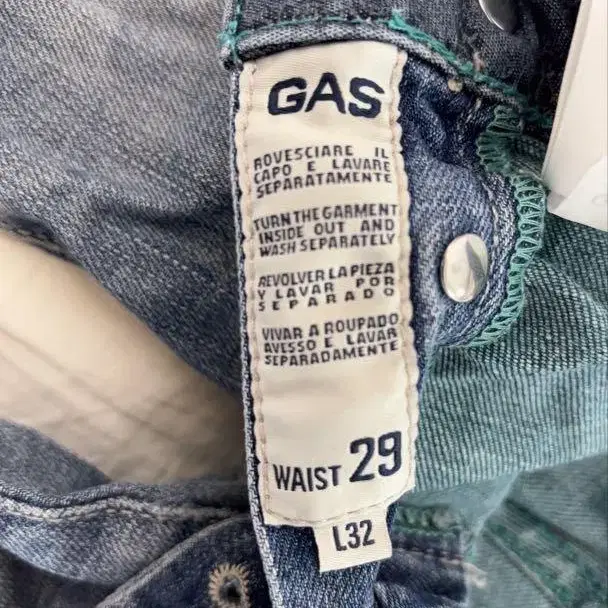 GAS
ROVESCIARE IL
CAPO E LAVARE
SEPARATAMENTE
TURN THE GARMENT
INSIDE OUT AND
WASH SEPARATELY
REVOLVER LA PIEZA
Y LAVAR POR
SEPARADO
VIVAR A ROUPADO
AVESSO E LAVAR
SEPARADAMENTE
WAIST 29
L32